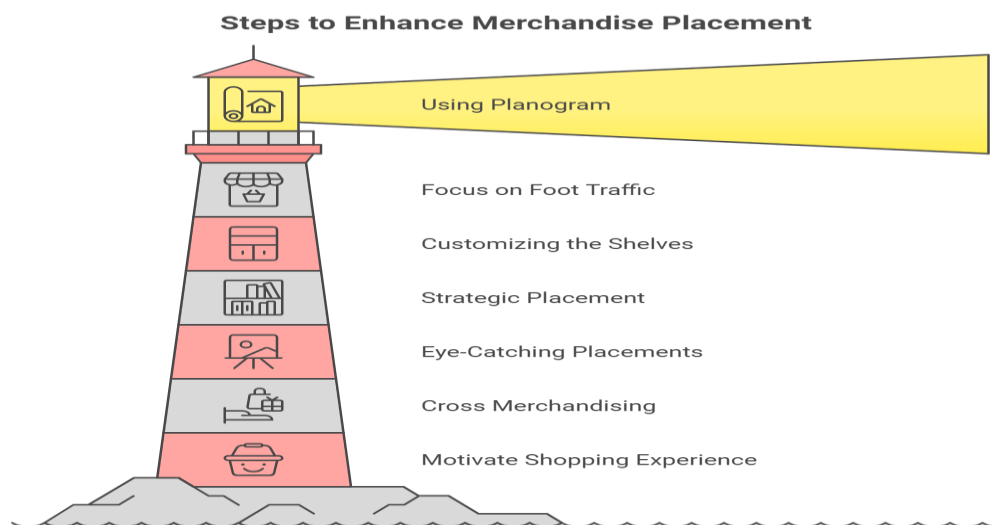 Steps to Enhance Merchandise Placement
Using Planogram
Focus on Foot Traffic
Customizing the Shelves
Strategic Placement
Eye-Catching Placements
Cross Merchandising
Motivate Shopping Experience